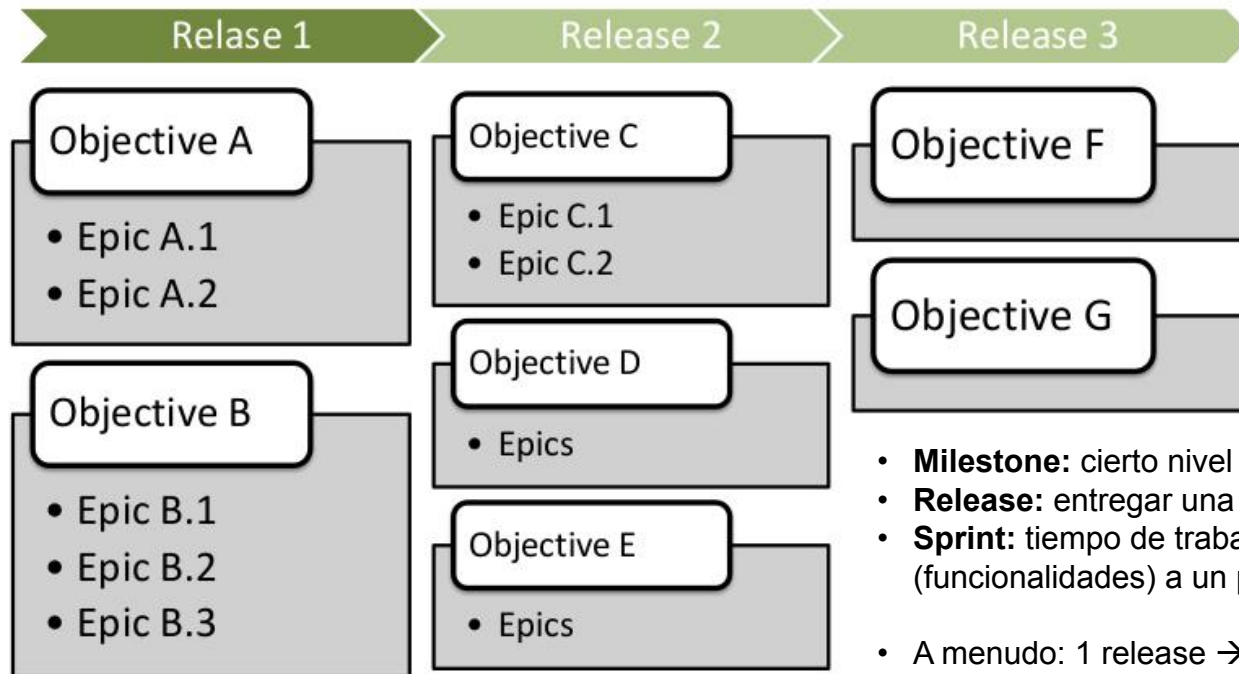 Relase 1
Release 2
Release 3
Objective A
• Epic A.1
• Epic A.2
Objective B
• Epic B.1
• Epic B.2
• Epic B.3
Objective C
• Epic C.1
• Epic C.2
Objective D
• Epics
Objective E
• Epics
Objective F
Objective G
• Milestone: cierto nivel
• Release: entregar una
• Sprint: tiempo de traba
(funcionalidades) a un p
• A menudo: 1 release →